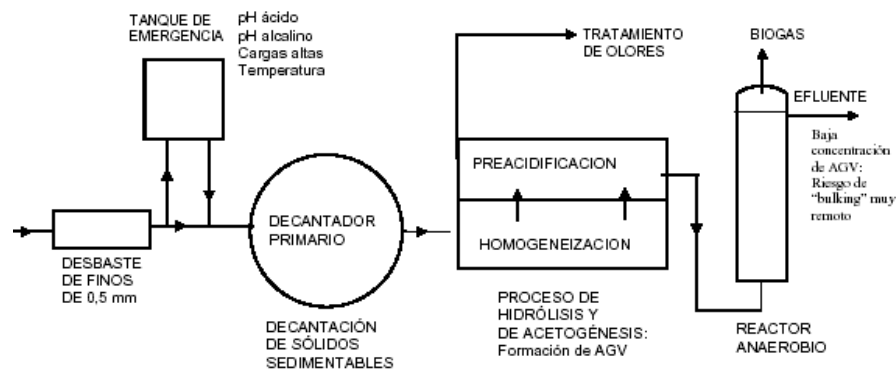 TANQUE DE
EMERGENCIA
pH ácido
pH alcalino
Cargas altas
Temperatura
TRATAMIENTO
DE OLORES
BIOGAS
EFLUENTE
Baja
concentración
de AGV:
Riesgo de
“bulking” muy
remoto
PREACIDIFICACION
HOMOGENEIZACION
DECANTADOR
PRIMARIO
DESBASTE
DE FINOS
DE 0,5 mm
DECANTACIÓN
DE SÓLIDOS
SEDIMENTABLES
PROCESO DE
HIDRÓLISIS Y
DE ACETOGÉNESIS:
Formación de AGV
REACTOR
ANAEROBIO